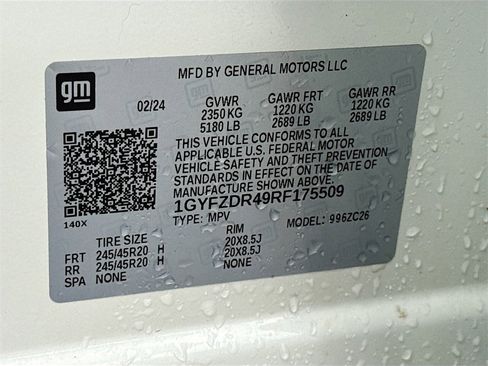 gm
MFD BY GENERAL MOTORS LLC
02/24 GVWR GAWR FRT GAWR RR
2350 KG 1220 KG 1220 KG
5180 LB 2689 LB 2689 LB
THIS VEHICLE CONFORMS TO ALL
APPLICABLE U.S. FEDERAL MOTOR
VEHICLE SAFETY AND THEFT PREVENTION
STANDARDS IN EFFECT ON THE DATE OF
MANUFACTURE SHOWN ABOVE.
1GYFZDR49RF175509
140X TYPE: MPV MODEL: 996ZC26
TIRE SIZE RIM
FRT 245/45R20 H 20X8.5J
RR 245/45R20 H 20X8.5J
SPA NONE NONE